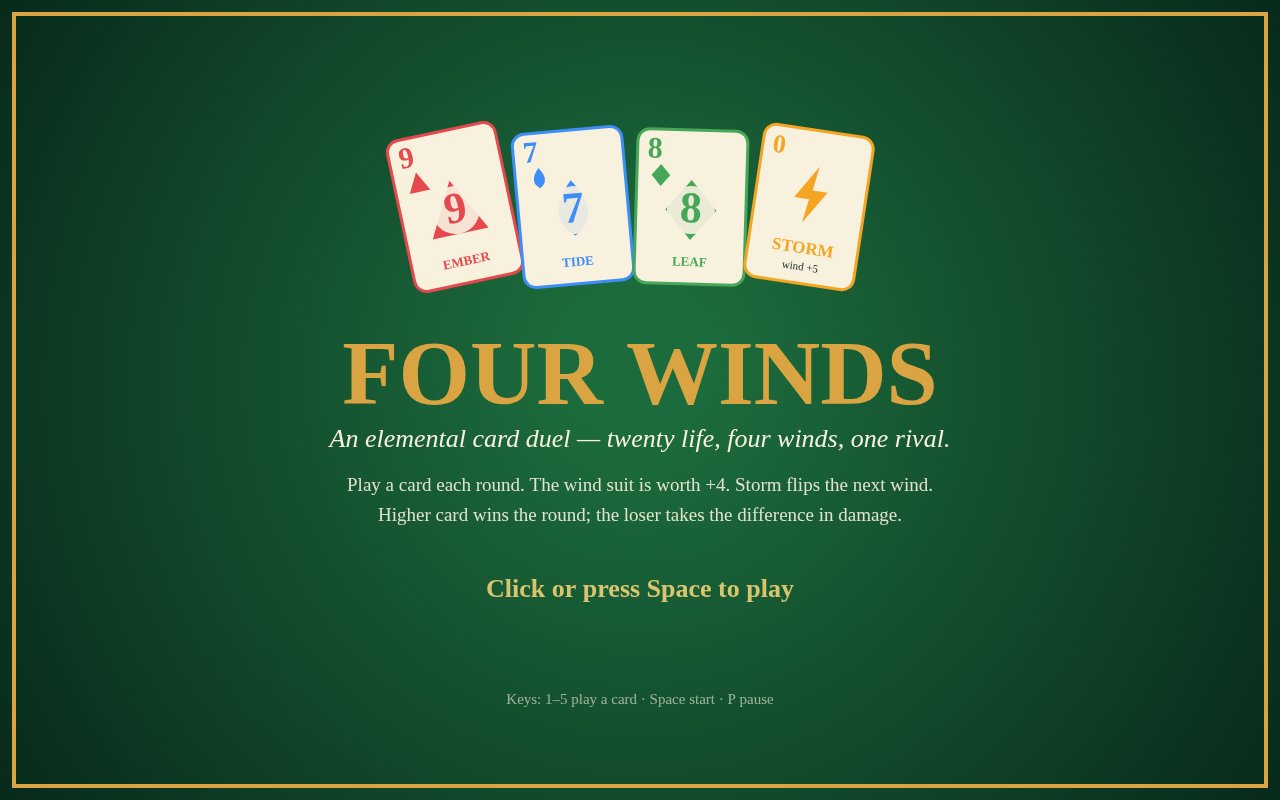 9
9
EMBER
7
7
TIDE
8
8
LEAF
0
STORM
wind +5
FOUR WINDS
An elemental card duel — twenty life, four winds, one rival.
Play a card each round. The wind suit is worth +4. Storm flips the next wind.
Higher card wins the round; the loser takes the difference in damage.
Click or press Space to play
Keys: 1–5 play a card · Space start · P pause